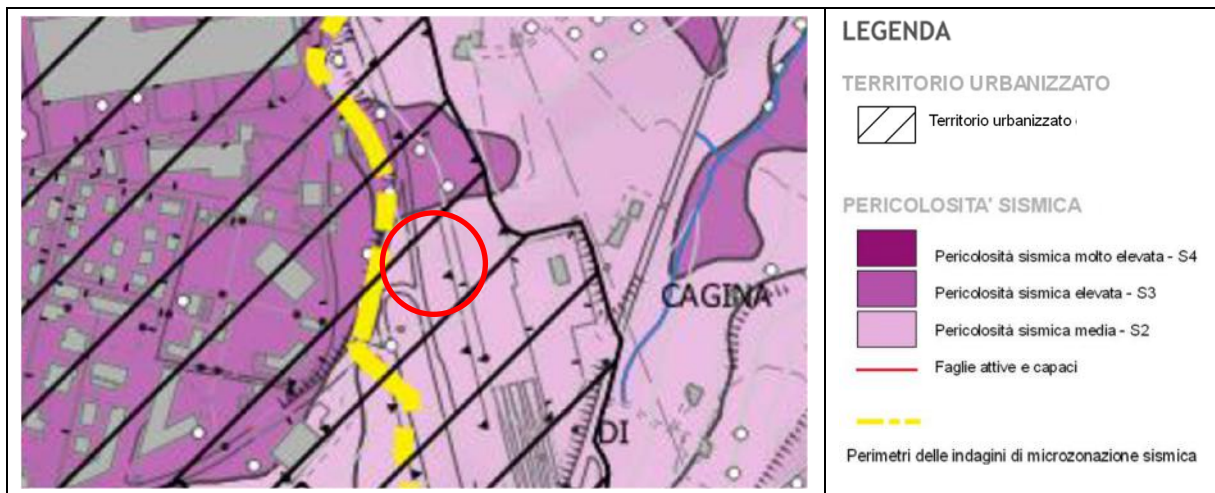 CAGINA
DI
LEGENDA
TERRITORIO URBANIZZATO
Territorio urbanizzato
PERICOLOSITA' SISMICA
Pericolosità sismica molto elevata - S4
Pericolosità sismica elevata - S3
Pericolosità sismica media - S2
Faglie attive e capaci
Perimetri delle indagini di microzonazione sismica